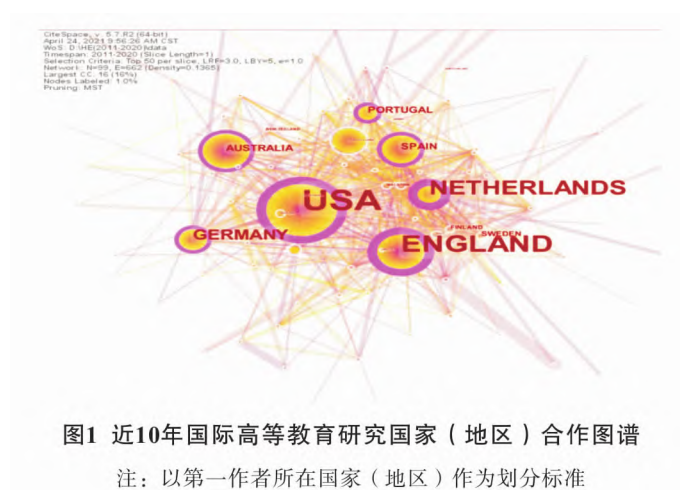 CiteSpace, v. 5.7.R2 (64-bit)
April 24, 2021 9:56:26 AM CST
WoS: D:\HE(2011-2020)\data
Timespan: 2011-2020 (Slice Length=1)
Selection Criteria: Top 50 per slice, LRF=3.0, LBY=5, e=1.0
Network: N=99, E=662 (Density=0.1365)
Largest CC: 16 (16%)
Nodes Labeled: 1.0%
Pruning: MST
PORTUGAL
AUSTRALIA
SPAIN
NETHERLANDS
USA
FINLAND
SWEDEN
GERMANY
ENGLAND
图1 近10年国际高等教育研究国家（地区）合作图谱
注：以第一作者所在国家（地区）作为划分标准